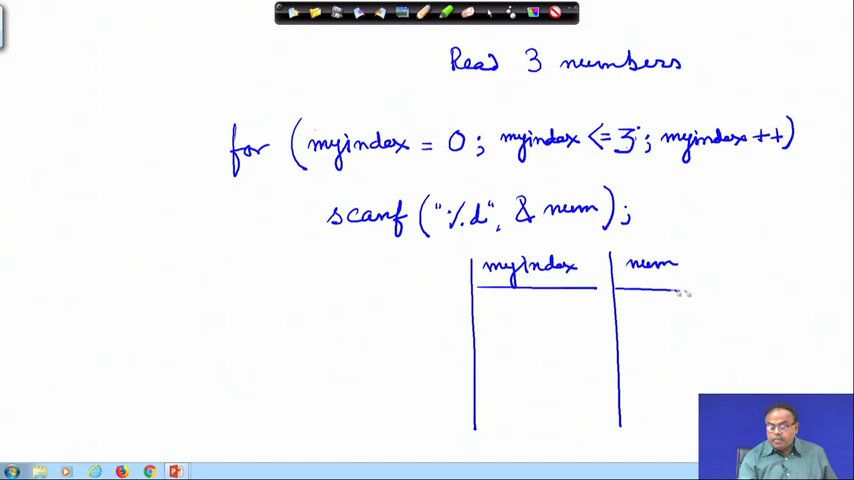 Read 3 numbers
for (myindex = 0; myindex <= 3; myindex ++)
scanf ("%d", & num);
myindex num